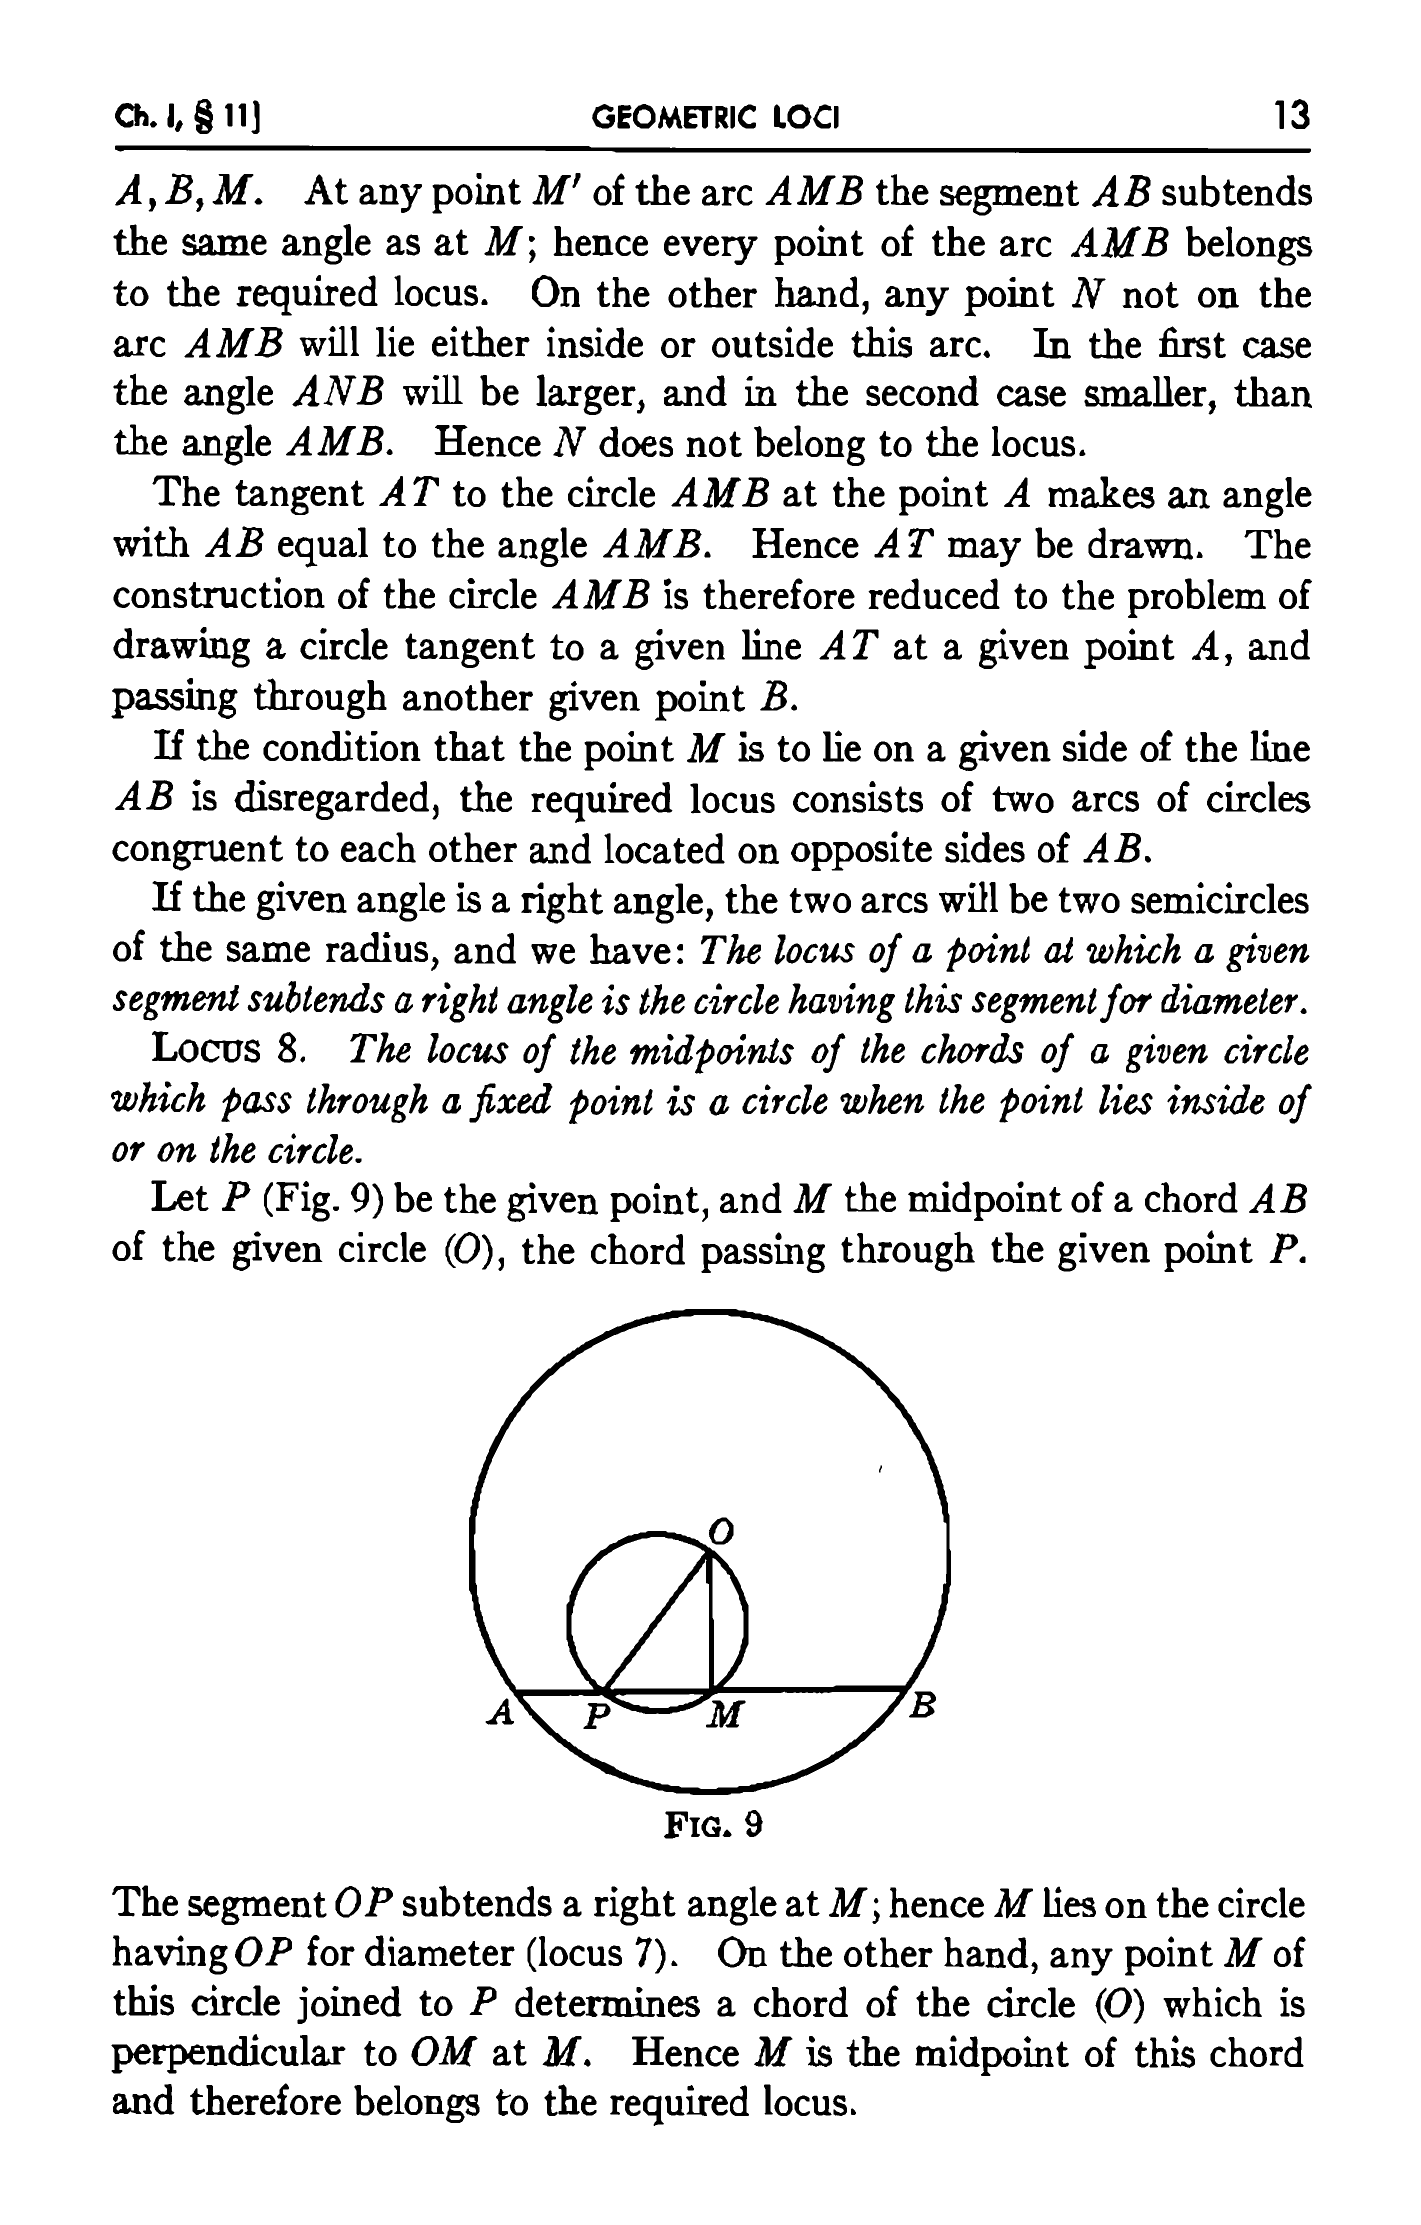 Ch. I, § 11] GEOMETRIC LOCI 13
A, B, M. At any point M′ of the arc AMB the segment AB subtends
the same angle as at M; hence every point of the arc AMB belongs
to the required locus. On the other hand, any point N not on the
arc AMB will lie either inside or outside this arc. In the first case
the angle ANB will be larger, and in the second case smaller, than
the angle AMB. Hence N does not belong to the locus.
The tangent AT to the circle AMB at the point A makes an angle
with AB equal to the angle AMB. Hence AT may be drawn. The
construction of the circle AMB is therefore reduced to the problem of
drawing a circle tangent to a given line AT at a given point A, and
passing through another given point B.
If the condition that the point M is to lie on a given side of the line
AB is disregarded, the required locus consists of two arcs of circles
congruent to each other and located on opposite sides of AB.
If the given angle is a right angle, the two arcs will be two semicircles
of the same radius, and we have: The locus of a point at which a given
segment subtends a right angle is the circle having this segment for diameter.
Locus 8. The locus of the midpoints of the chords of a given circle
which pass through a fixed point is a circle when the point lies inside of
or on the circle.
Let P (Fig. 9) be the given point, and M the midpoint of a chord AB
of the given circle (O), the chord passing through the given point P.
O
A P M B
Fig. 9
The segment OP subtends a right angle at M; hence M lies on the circle
having OP for diameter (locus 7). On the other hand, any point M of
this circle joined to P determines a chord of the circle (O) which is
perpendicular to OM at M. Hence M is the midpoint of this chord
and therefore belongs to the required locus.